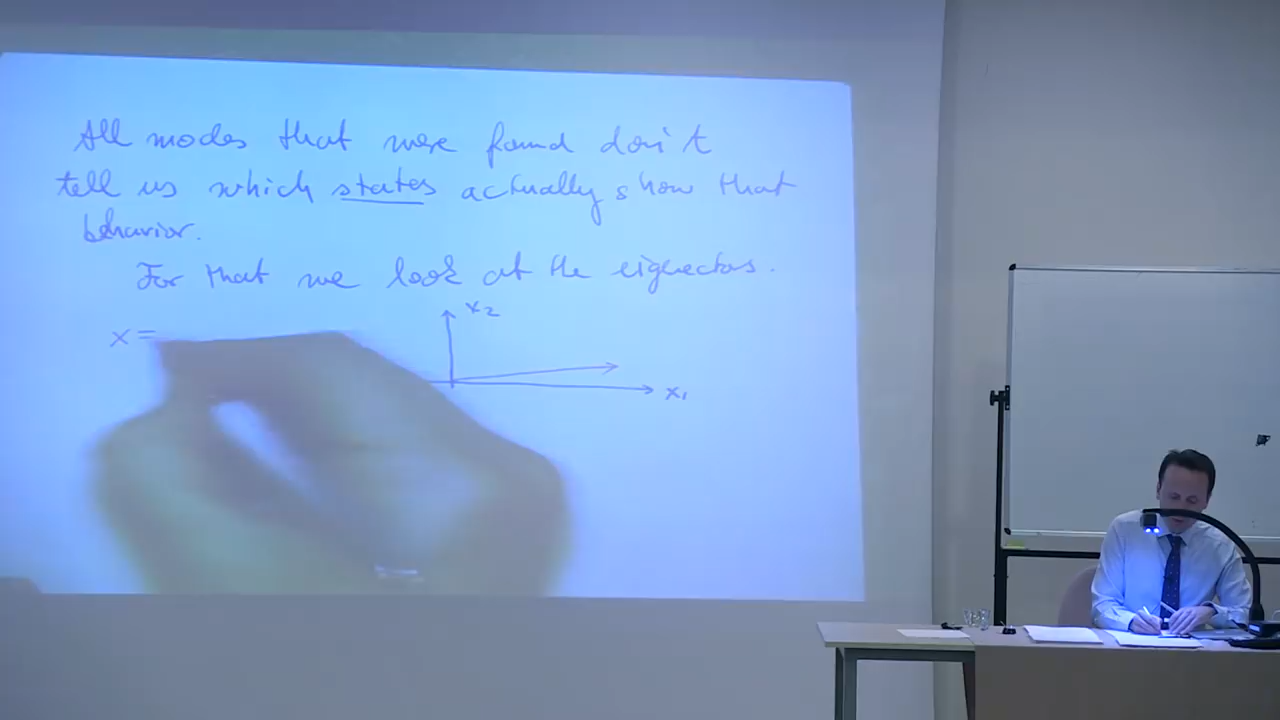 All modes that were found don't
tell us which states actually show that
behavior.
For that we look at the eigvectors.
x =
x2
x1